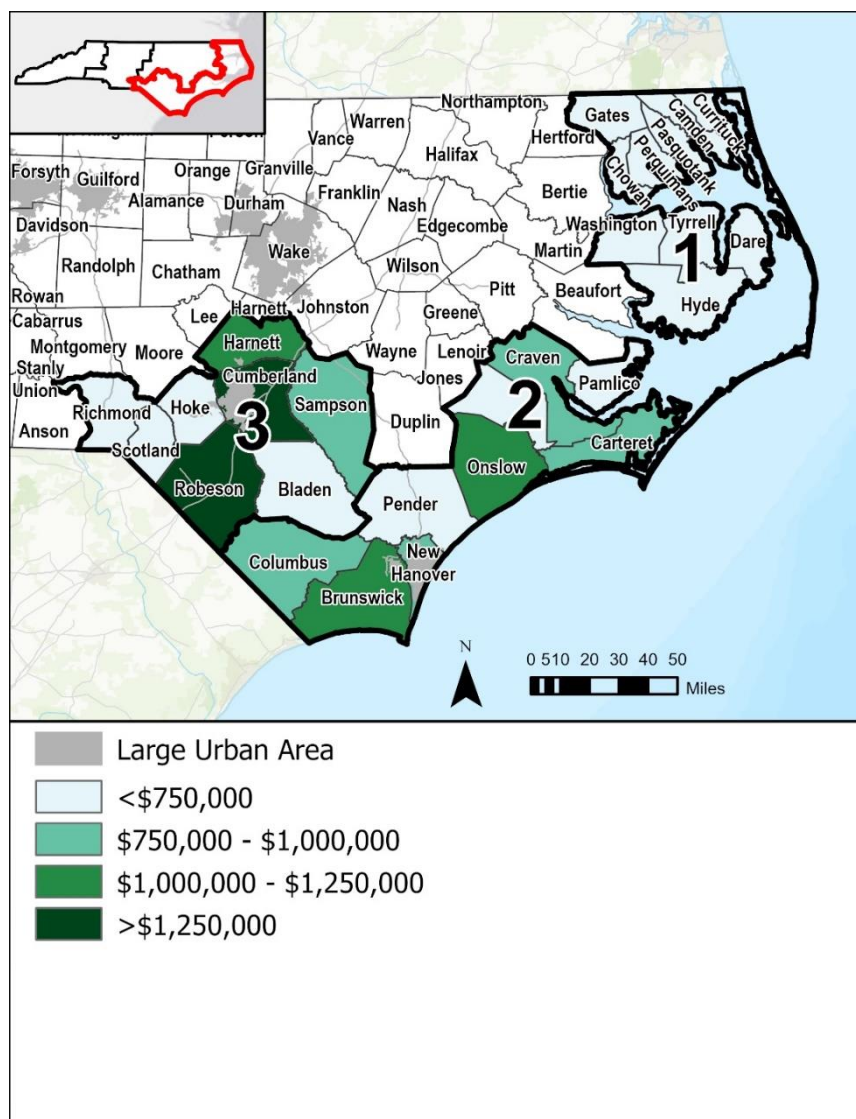 Northampton
Gates
Camden
Currituck
Warren
Vance
Hertford
Pasquotank
Perquimans
Halifax
Granville
Forsyth
Orange
Guilford
Franklin
Bertie
Chowan
Alamance
Durham
Nash
Edgecombe
Washington
Tyrrell
Davidson
Wake
Martin
Dare
1
Randolph
Chatham
Wilson
Beaufort
Pitt
Hyde
Rowan
Johnston
Harnett
Lee
Greene
Cabarrus
Harnett
Montgomery
Moore
Wayne
Lenoir
Craven
Stanly
Cumberland
Jones
Pamlico
Union
Hoke
2
Richmond
3
Sampson
Duplin
Anson
Scotland
Carteret
Onslow
Robeson
Bladen
Pender
New
Hanover
Columbus
Brunswick
N
0 5 10 20 30 40 50
Miles
Large Urban Area
<$750,000
$750,000 - $1,000,000
$1,000,000 - $1,250,000
>$1,250,000